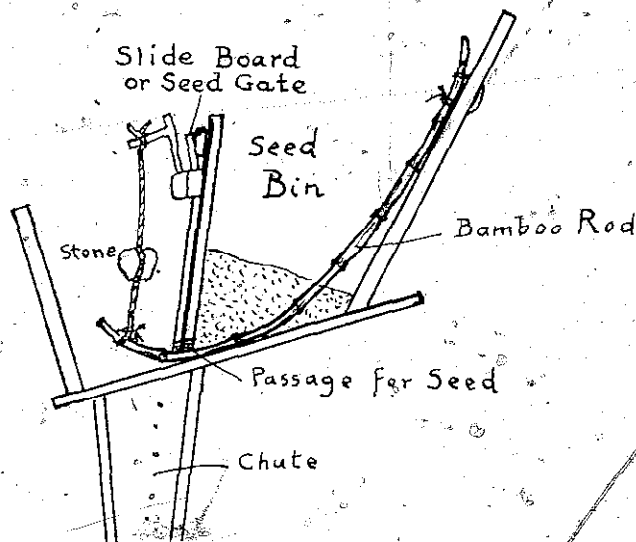 Slide Board
or Seed Gate
Seed
Bin
Stone
Bamboo Rod
Passage for Seed
Chute